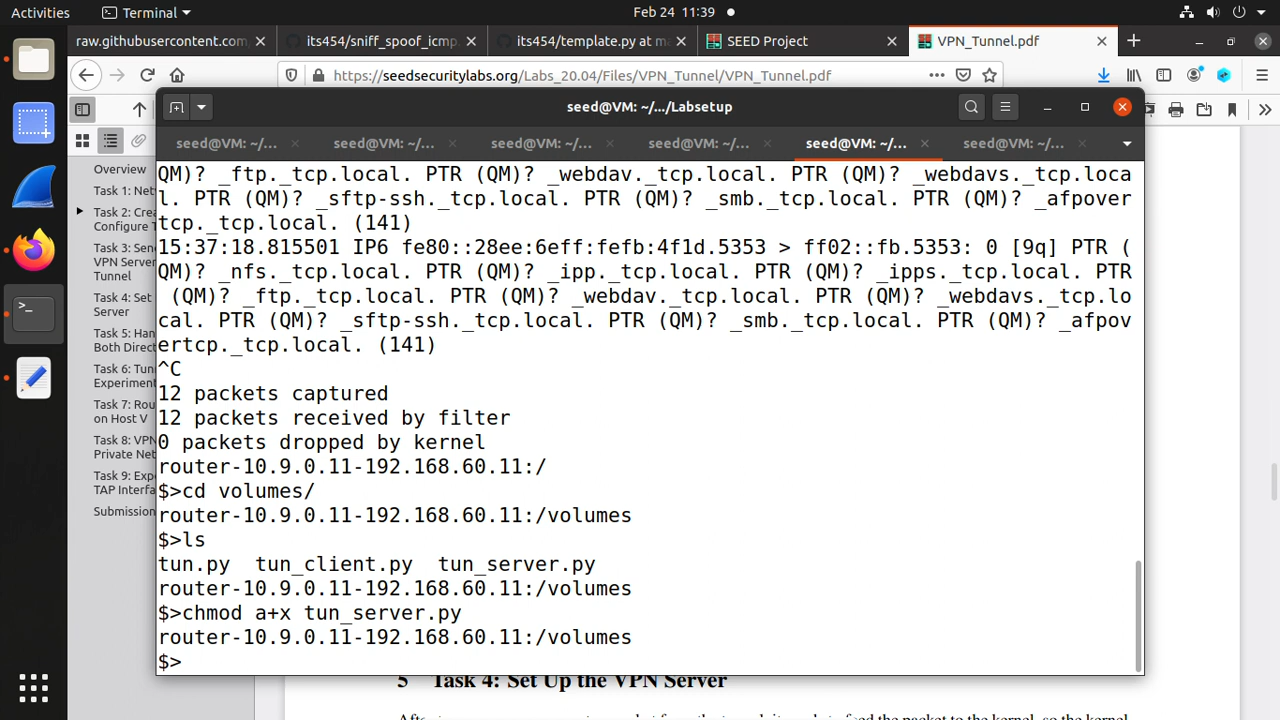 Activities
Terminal
Feb 24 11:39
raw.githubusercontent.com
its454/sniff_spoof_icmp.
its454/template.py at ma
SEED Project
VPN_Tunnel.pdf
https://seedsecuritylabs.org/Labs_20.04/Files/VPN_Tunnel/VPN_Tunnel.pdf
seed@VM: ~/.../Labsetup
seed@VM: ~/...
seed@VM: ~/...
seed@VM: ~/...
seed@VM: ~/...
seed@VM: ~/...
seed@VM: ~/...
Overview
Task 1: Net
Task 2: Crea
Configure T
Task 3: Sen
VPN Server
Tunnel
Task 4: Set
Server
Task 5: Han
Both Direct
Task 6: Tun
Experiment
Task 7: Rou
on Host V
Task 8: VPN
Private Net
Task 9: Exp
TAP Interfa
Submission
QM)? _ftp._tcp.local. PTR (QM)? _webdav._tcp.local. PTR (QM)? _webdavs._tcp.loca
l. PTR (QM)? _sftp-ssh._tcp.local. PTR (QM)? _smb._tcp.local. PTR (QM)? _afpover
tcp._tcp.local. (141)
15:37:18.815501 IP6 fe80::28ee:6eff:fefb:4f1d.5353 > ff02::fb.5353: 0 [9q] PTR (
QM)? _nfs._tcp.local. PTR (QM)? _ipp._tcp.local. PTR (QM)? _ipps._tcp.local. PTR
 (QM)? _ftp._tcp.local. PTR (QM)? _webdav._tcp.local. PTR (QM)? _webdavs._tcp.lo
cal. PTR (QM)? _sftp-ssh._tcp.local. PTR (QM)? _smb._tcp.local. PTR (QM)? _afpov
ertcp._tcp.local. (141)
^C
12 packets captured
12 packets received by filter
0 packets dropped by kernel
router-10.9.0.11-192.168.60.11:/
$>cd volumes/
router-10.9.0.11-192.168.60.11:/volumes
$>ls
tun.py  tun_client.py  tun_server.py
router-10.9.0.11-192.168.60.11:/volumes
$>chmod a+x tun_server.py
router-10.9.0.11-192.168.60.11:/volumes
$>
5 Task 4: Set Up the VPN Server